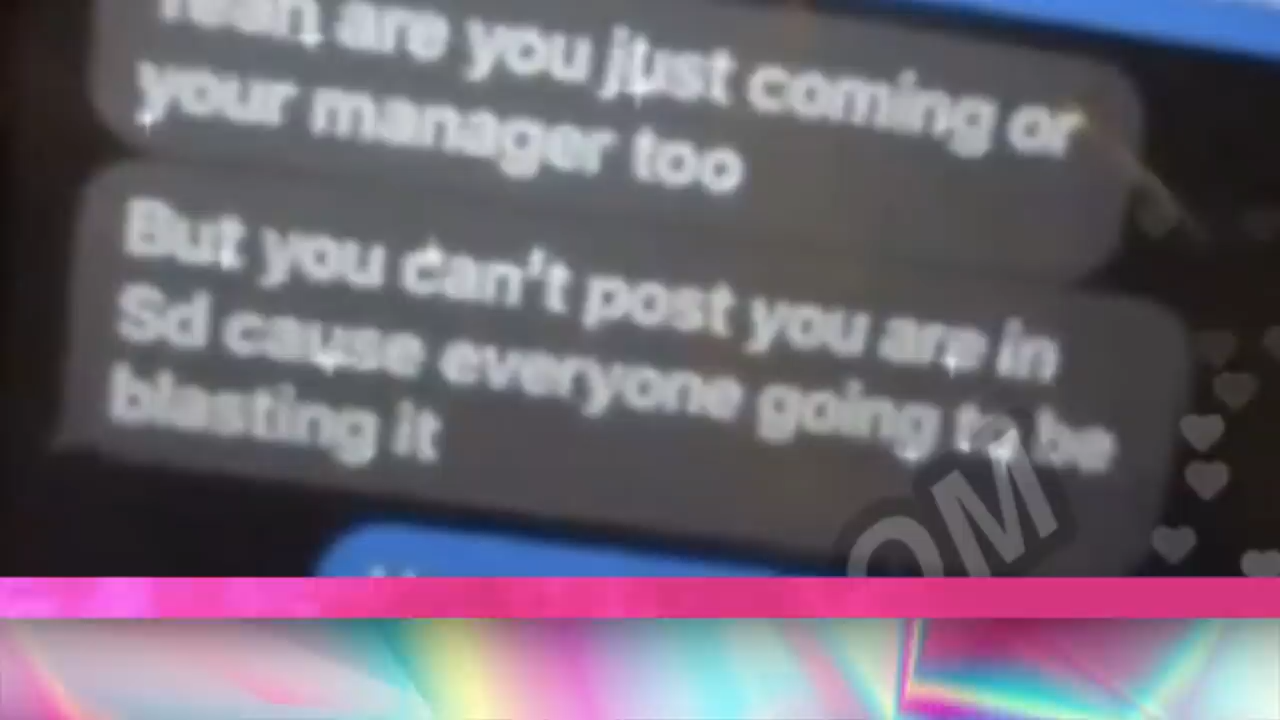 Yeah are you just coming or
your manager too
But you can't post you are in
Sd cause everyone going to be
blasting it
OM